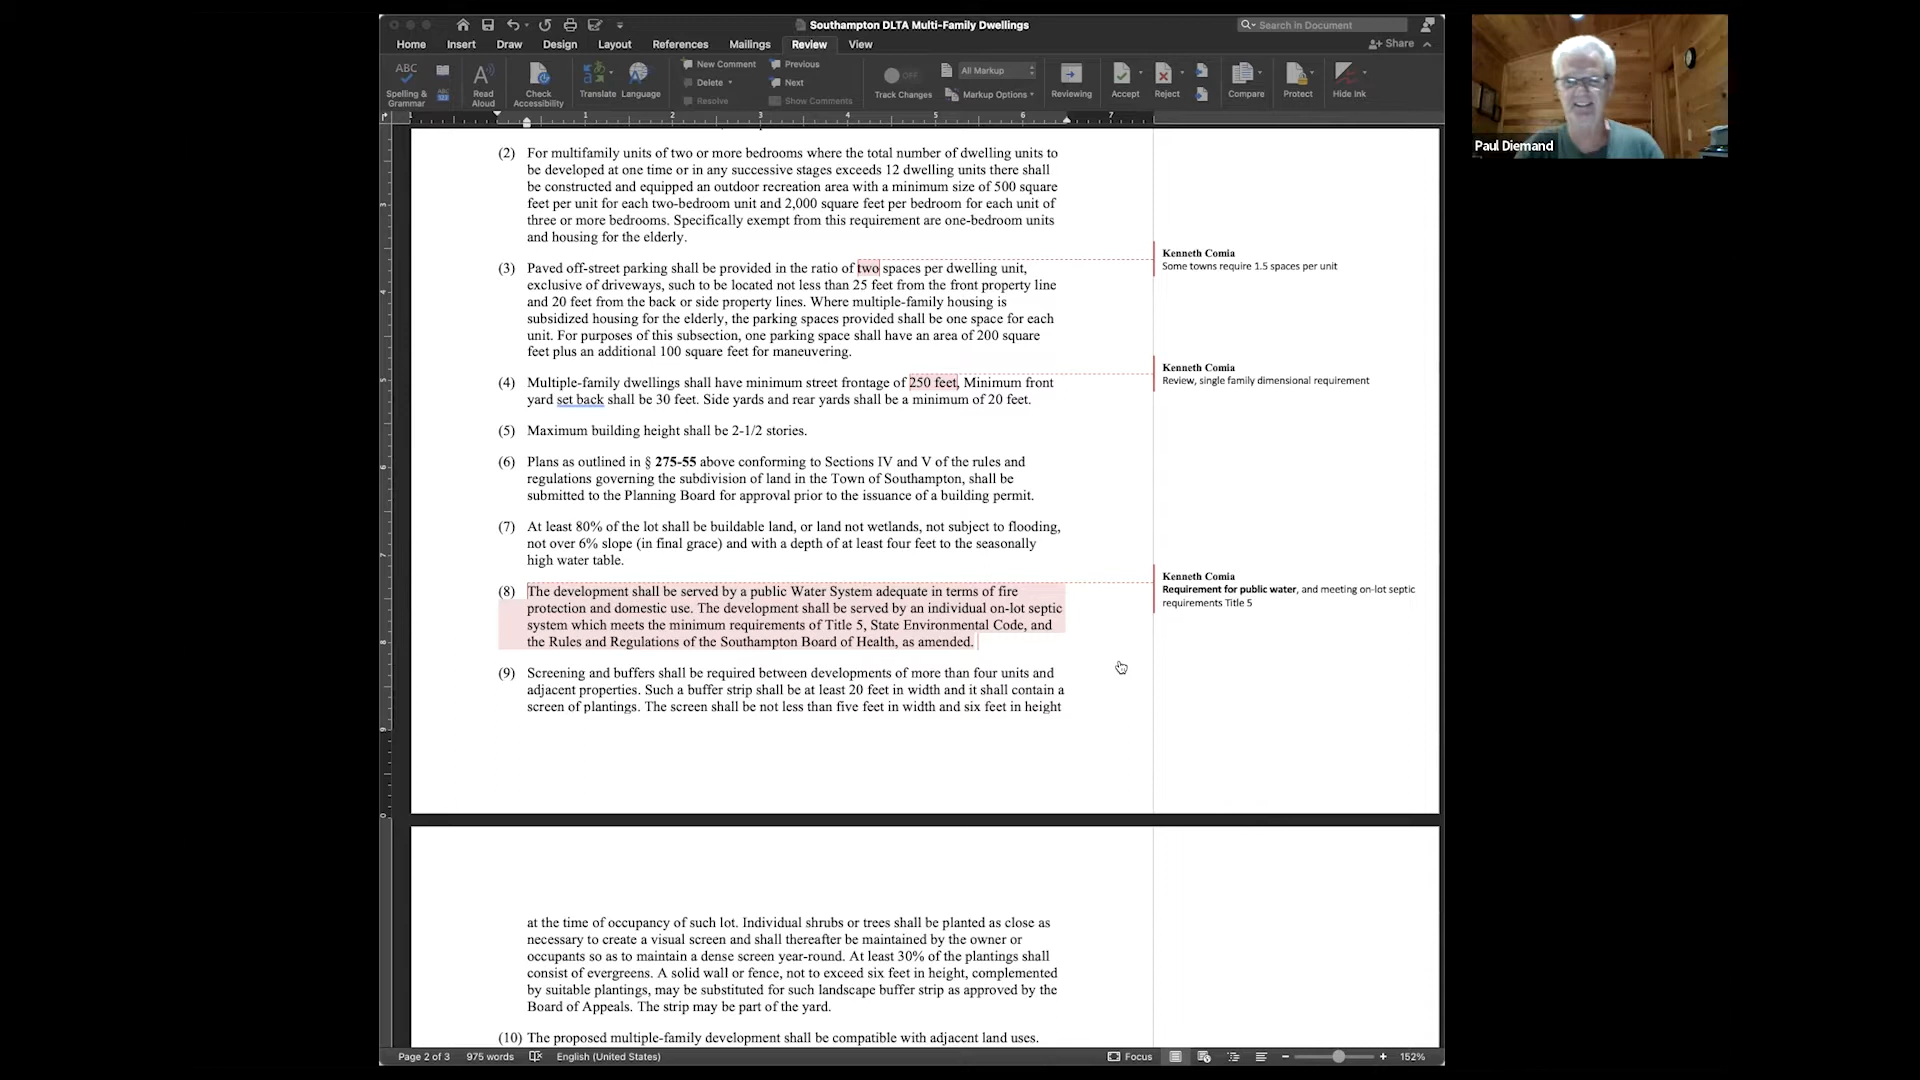 Southampton DLTA Multi-Family Dwellings
Search in Document
Home Insert Draw Design Layout References Mailings Review View
Share
ABC
Spelling & Grammar
Read Aloud
Check Accessibility
Translate
Language
New Comment
Delete
Resolve
Previous
Next
Show Comments
OFF
Track Changes
All Markup
Markup Options
Reviewing
Accept
Reject
Compare
Protect
Hide Ink
1 1 2 3 4 5 6 7
(2) For multifamily units of two or more bedrooms where the total number of dwelling units to
be developed at one time or in any successive stages exceeds 12 dwelling units there shall
be constructed and equipped an outdoor recreation area with a minimum size of 500 square
feet per unit for each two-bedroom unit and 2,000 square feet per bedroom for each unit of
three or more bedrooms. Specifically exempt from this requirement are one-bedroom units
and housing for the elderly.
(3) Paved off-street parking shall be provided in the ratio of two spaces per dwelling unit,
exclusive of driveways, such to be located not less than 25 feet from the front property line
and 20 feet from the back or side property lines. Where multiple-family housing is
subsidized housing for the elderly, the parking spaces provided shall be one space for each
unit. For purposes of this subsection, one parking space shall have an area of 200 square
feet plus an additional 100 square feet for maneuvering.
(4) Multiple-family dwellings shall have minimum street frontage of 250 feet, Minimum front
yard set back shall be 30 feet. Side yards and rear yards shall be a minimum of 20 feet.
(5) Maximum building height shall be 2-1/2 stories.
(6) Plans as outlined in § 275-55 above conforming to Sections IV and V of the rules and
regulations governing the subdivision of land in the Town of Southampton, shall be
submitted to the Planning Board for approval prior to the issuance of a building permit.
(7) At least 80% of the lot shall be buildable land, or land not wetlands, not subject to flooding,
not over 6% slope (in final grace) and with a depth of at least four feet to the seasonally
high water table.
(8) The development shall be served by a public Water System adequate in terms of fire
protection and domestic use. The development shall be served by an individual on-lot septic
system which meets the minimum requirements of Title 5, State Environmental Code, and
the Rules and Regulations of the Southampton Board of Health, as amended.
(9) Screening and buffers shall be required between developments of more than four units and
adjacent properties. Such a buffer strip shall be at least 20 feet in width and it shall contain a
screen of plantings. The screen shall be not less than five feet in width and six feet in height
Kenneth Comia
Some towns require 1.5 spaces per unit
Kenneth Comia
Review, single family dimensional requirement
Kenneth Comia
Requirement for public water, and meeting on-lot septic
requirements Title 5
at the time of occupancy of such lot. Individual shrubs or trees shall be planted as close as
necessary to create a visual screen and shall thereafter be maintained by the owner or
occupants so as to maintain a dense screen year-round. At least 30% of the plantings shall
consist of evergreens. A solid wall or fence, not to exceed six feet in height, complemented
by suitable plantings, may be substituted for such landscape buffer strip as approved by the
Board of Appeals. The strip may be part of the yard.
(10) The proposed multiple-family development shall be compatible with adjacent land uses.
Page 2 of 3 975 words English (United States) Focus 152%
Paul Diemand